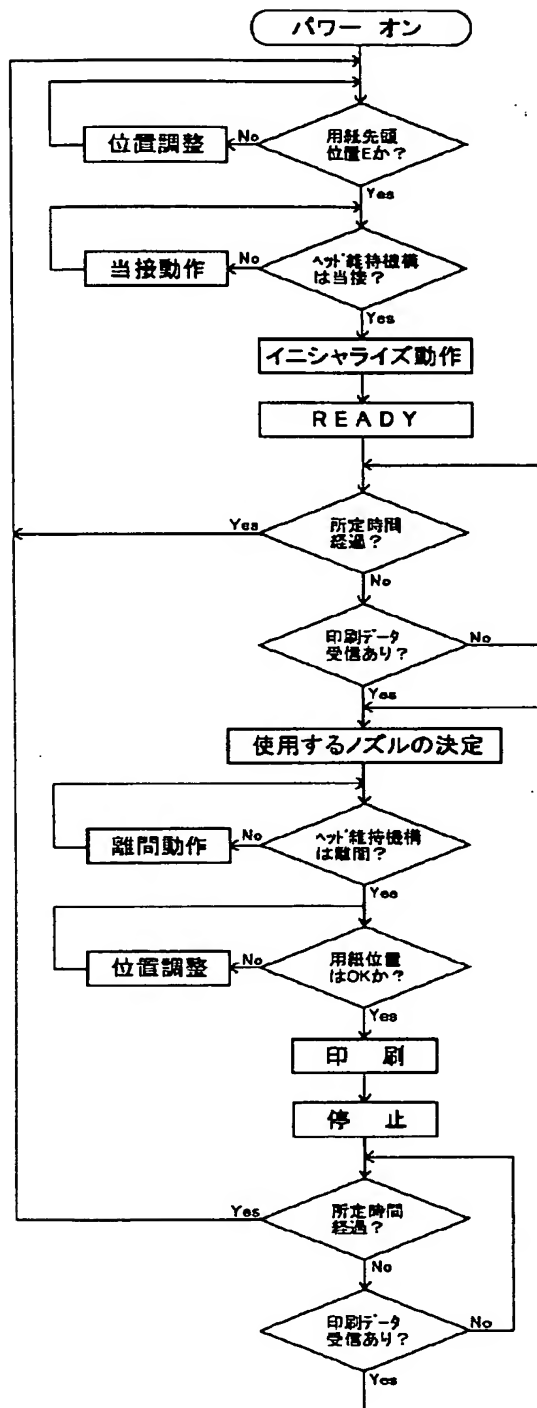 パワー オン
用紙先頭
位置Eか？
No
位置調整
Yes
ヘッド維持機構
は当接？
No
当接動作
Yes
イニシャライズ動作
READY
所定時間
経過？
Yes
No
印刷データ
受信あり？
No
Yes
使用するノズルの決定
ヘッド維持機構
は離間？
No
離間動作
Yes
用紙位置
はOKか？
No
位置調整
Yes
印 刷
停 止
所定時間
経過？
Yes
No
印刷データ
受信あり？
No
Yes